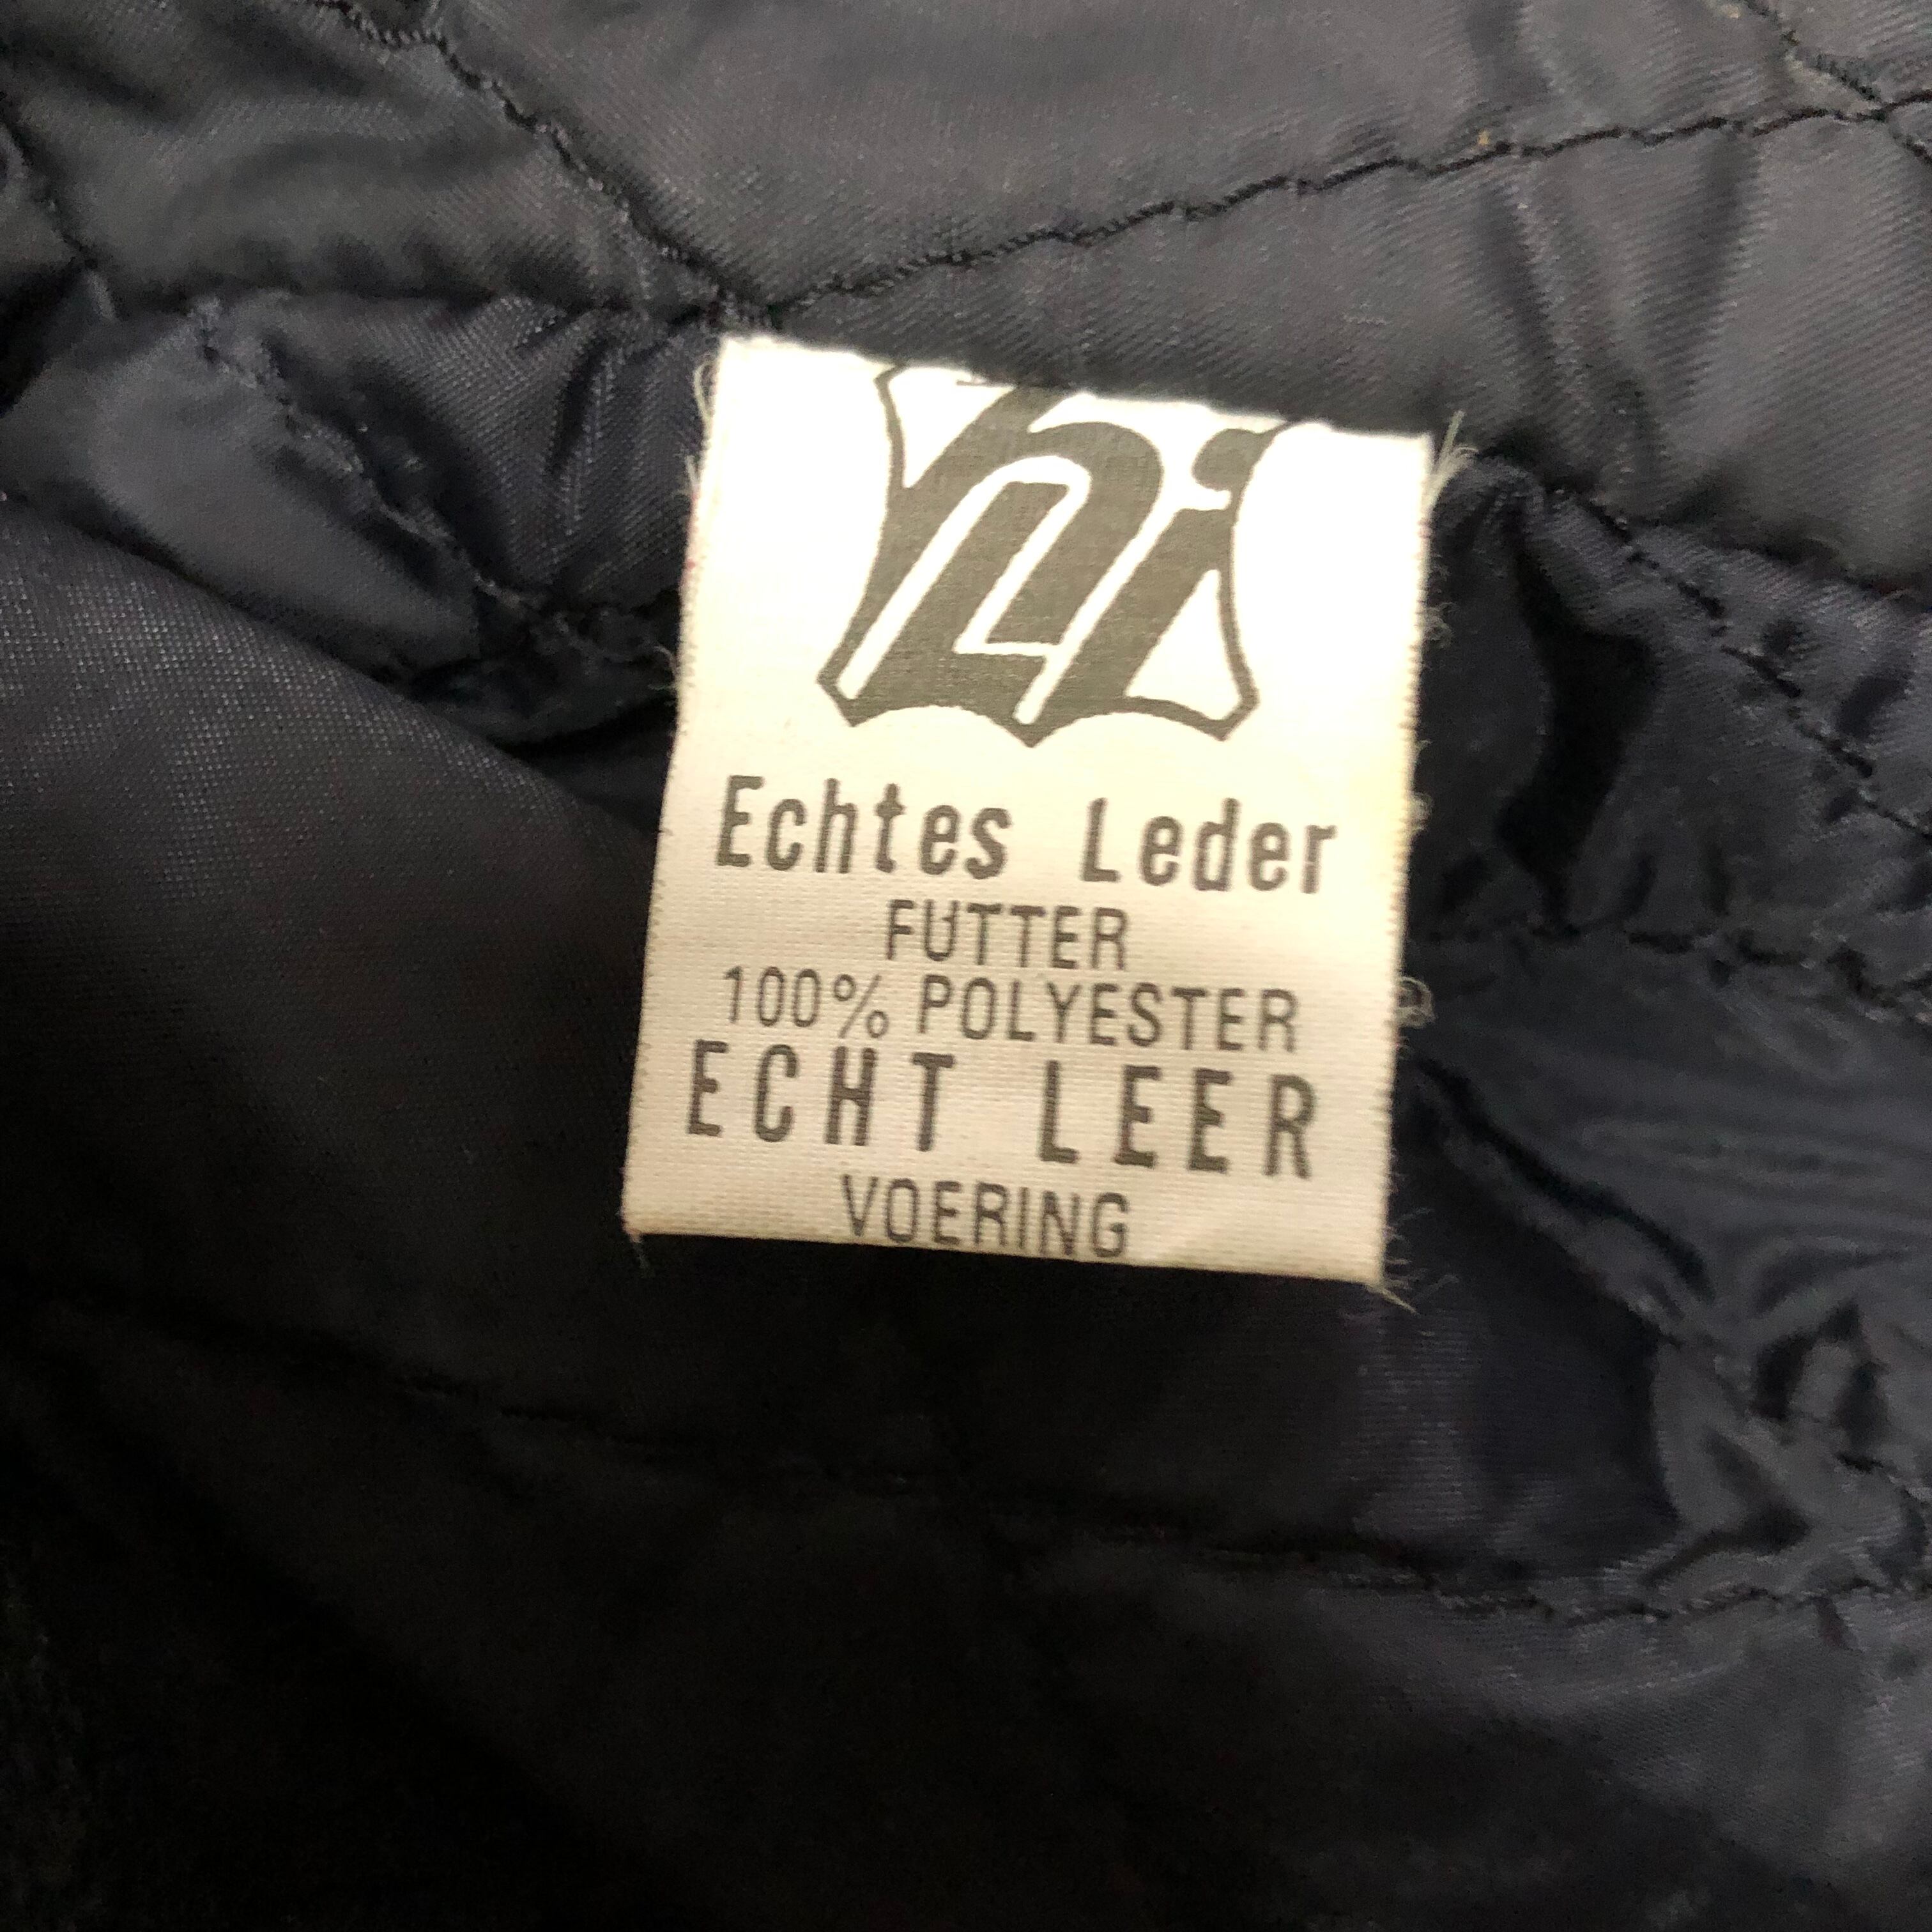 Echtes Leder
FUTTER
100% POLYESTER
ECHT LEER
VOERING